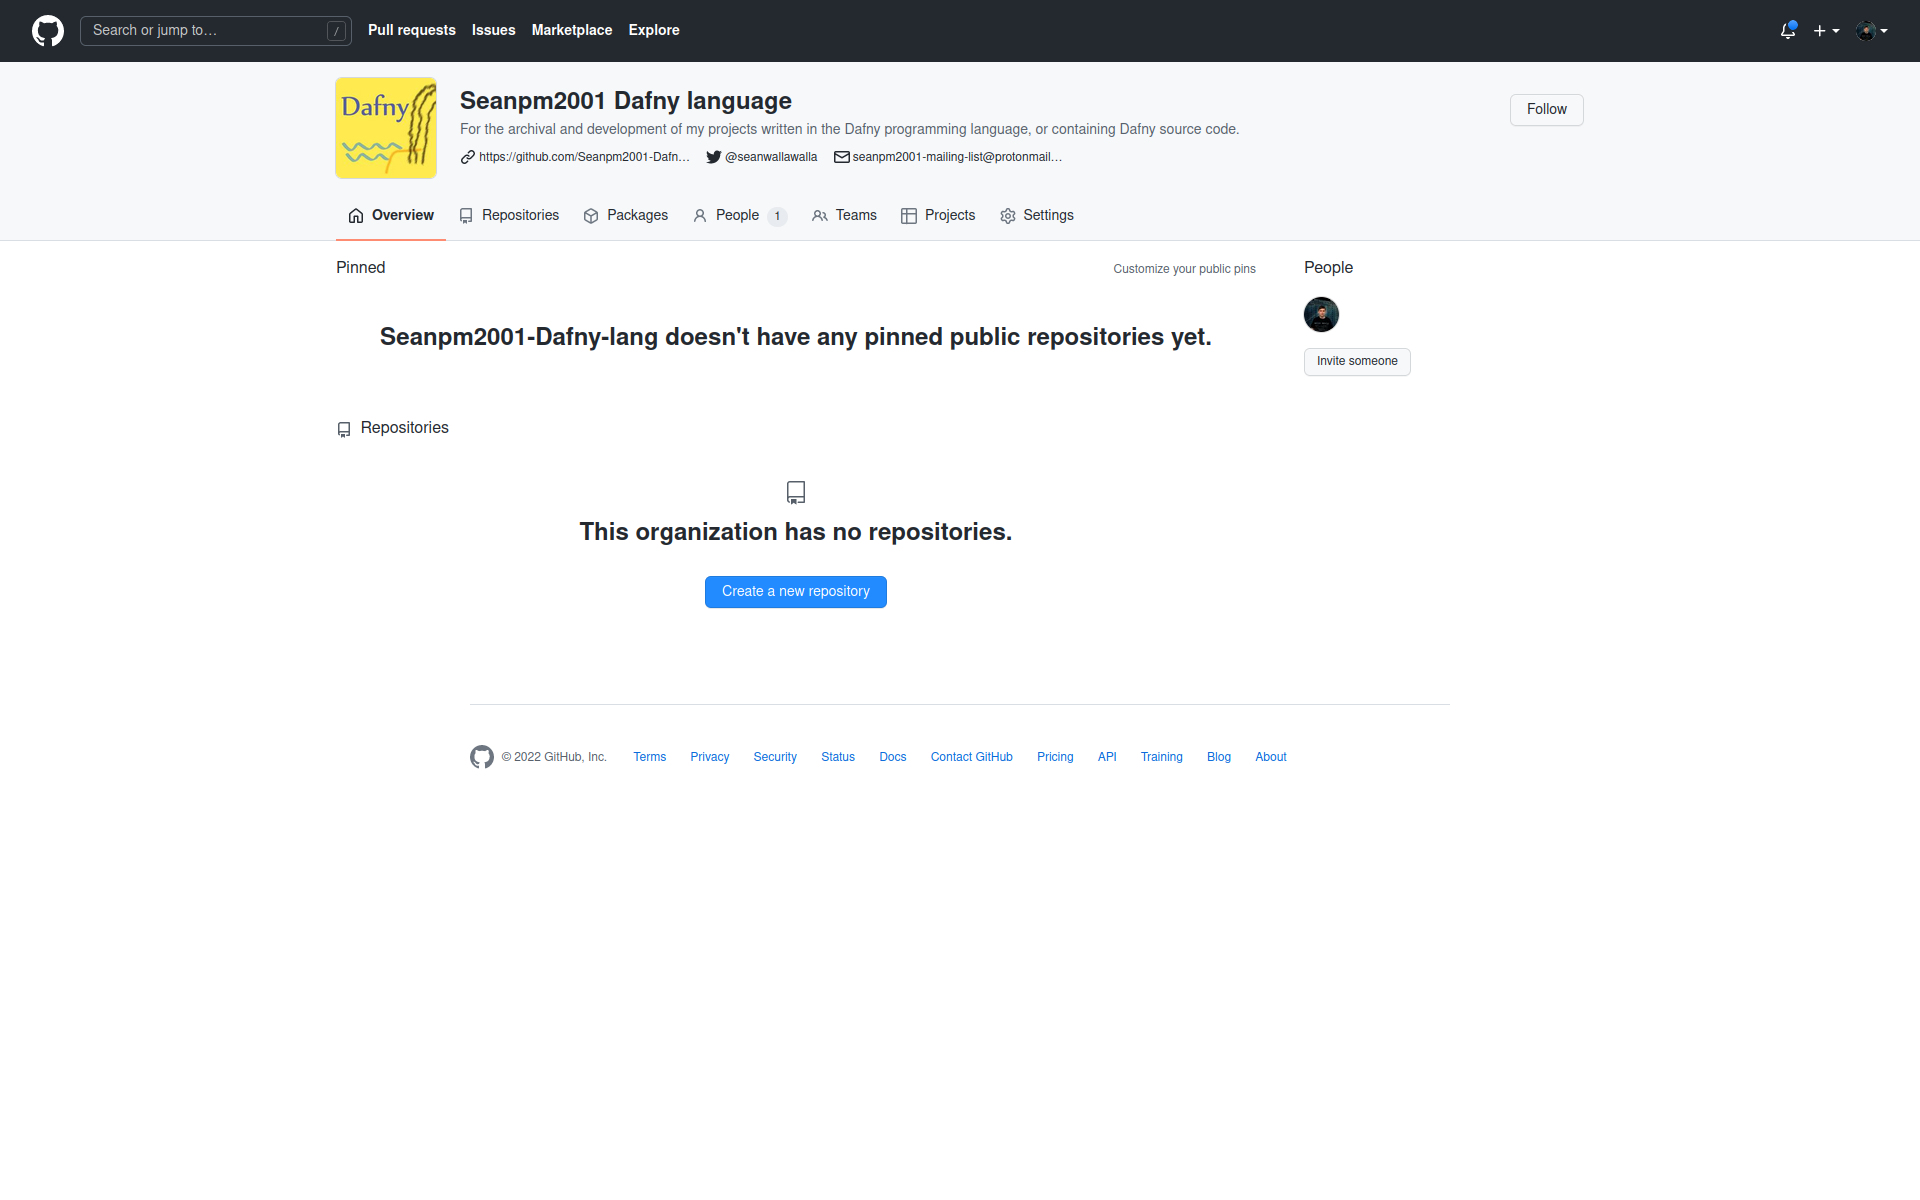 Search or jump to… /
Pull requests Issues Marketplace Explore
Dafny
Seanpm2001 Dafny language
Follow
For the archival and development of my projects written in the Dafny programming language, or containing Dafny source code.
https://github.com/Seanpm2001-Dafn… @seanwallawalla seanpm2001-mailing-list@protonmail…
Overview Repositories Packages People 1 Teams Projects Settings
Pinned
Customize your public pins
People
Seanpm2001-Dafny-lang doesn't have any pinned public repositories yet.
Invite someone
Repositories
This organization has no repositories.
Create a new repository
© 2022 GitHub, Inc. Terms Privacy Security Status Docs Contact GitHub Pricing API Training Blog About